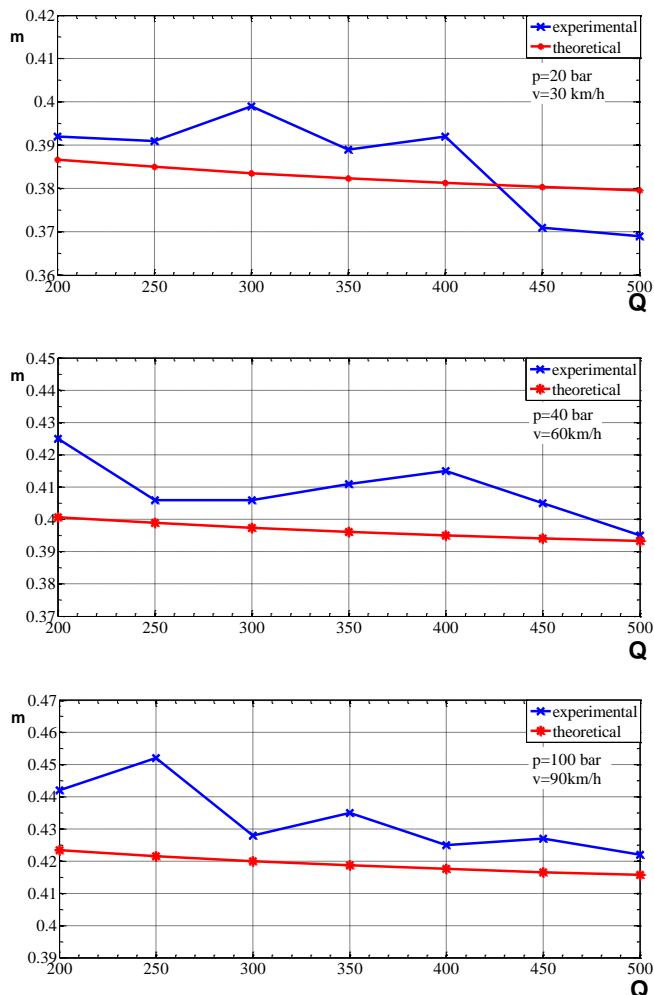 0.42
m
0.41
0.4
0.39
0.38
0.37
0.36
experimental
theoretical
p=20 bar
v=30 km/h
200 250 300 350 400 450 500
Q
0.45
m
0.44
0.43
0.42
0.41
0.4
0.39
0.38
0.37
experimental
theoretical
p=40 bar
v=60km/h
200 250 300 350 400 450 500
Q
0.47
m
0.46
0.45
0.44
0.43
0.42
0.41
0.4
0.39
experimental
theoretical
p=100 bar
v=90km/h
200 250 300 350 400 450 500
Q